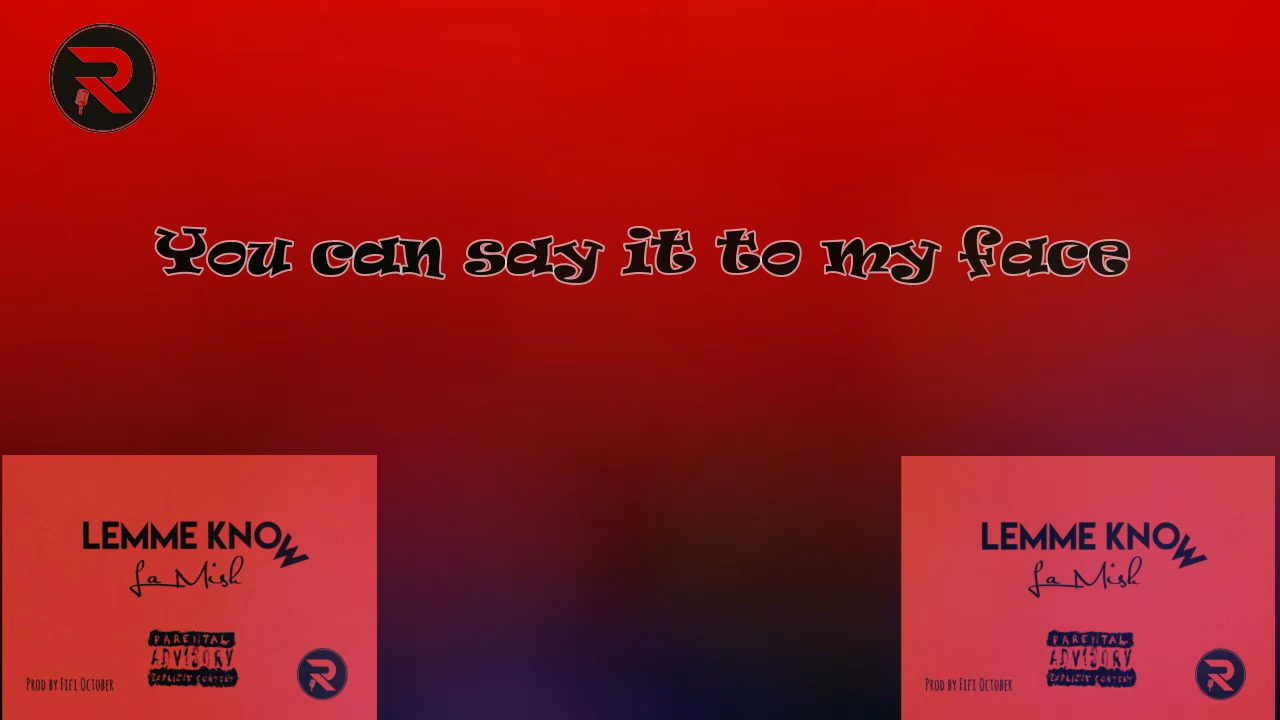 You can say it to my face
LEMME KNOW
La Mish
PARENTAL
ADVISORY
EXPLICIT CONTENT
PROD BY FIFI OCTOBER
LEMME KNOW
La Mish
PARENTAL
ADVISORY
EXPLICIT CONTENT
PROD BY FIFI OCTOBER